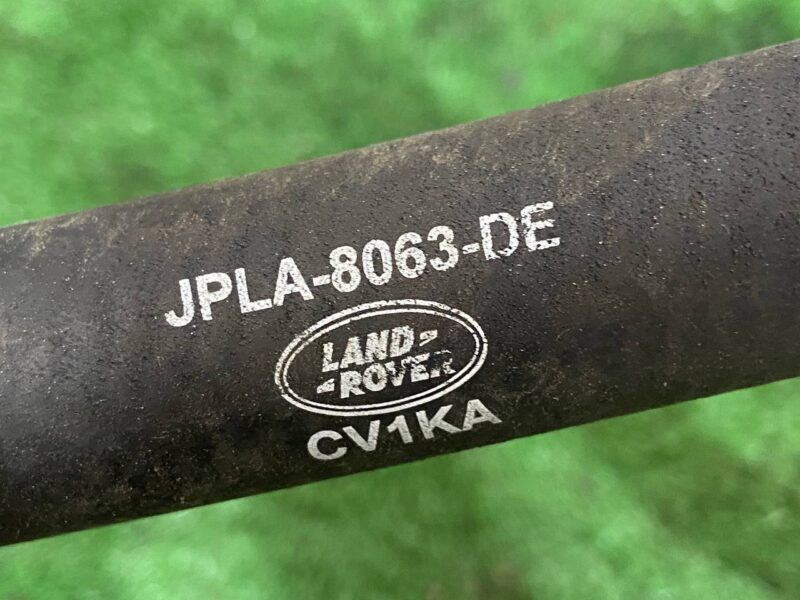 JPLA-8063-DE
LAND-
-ROVER
CV1KA